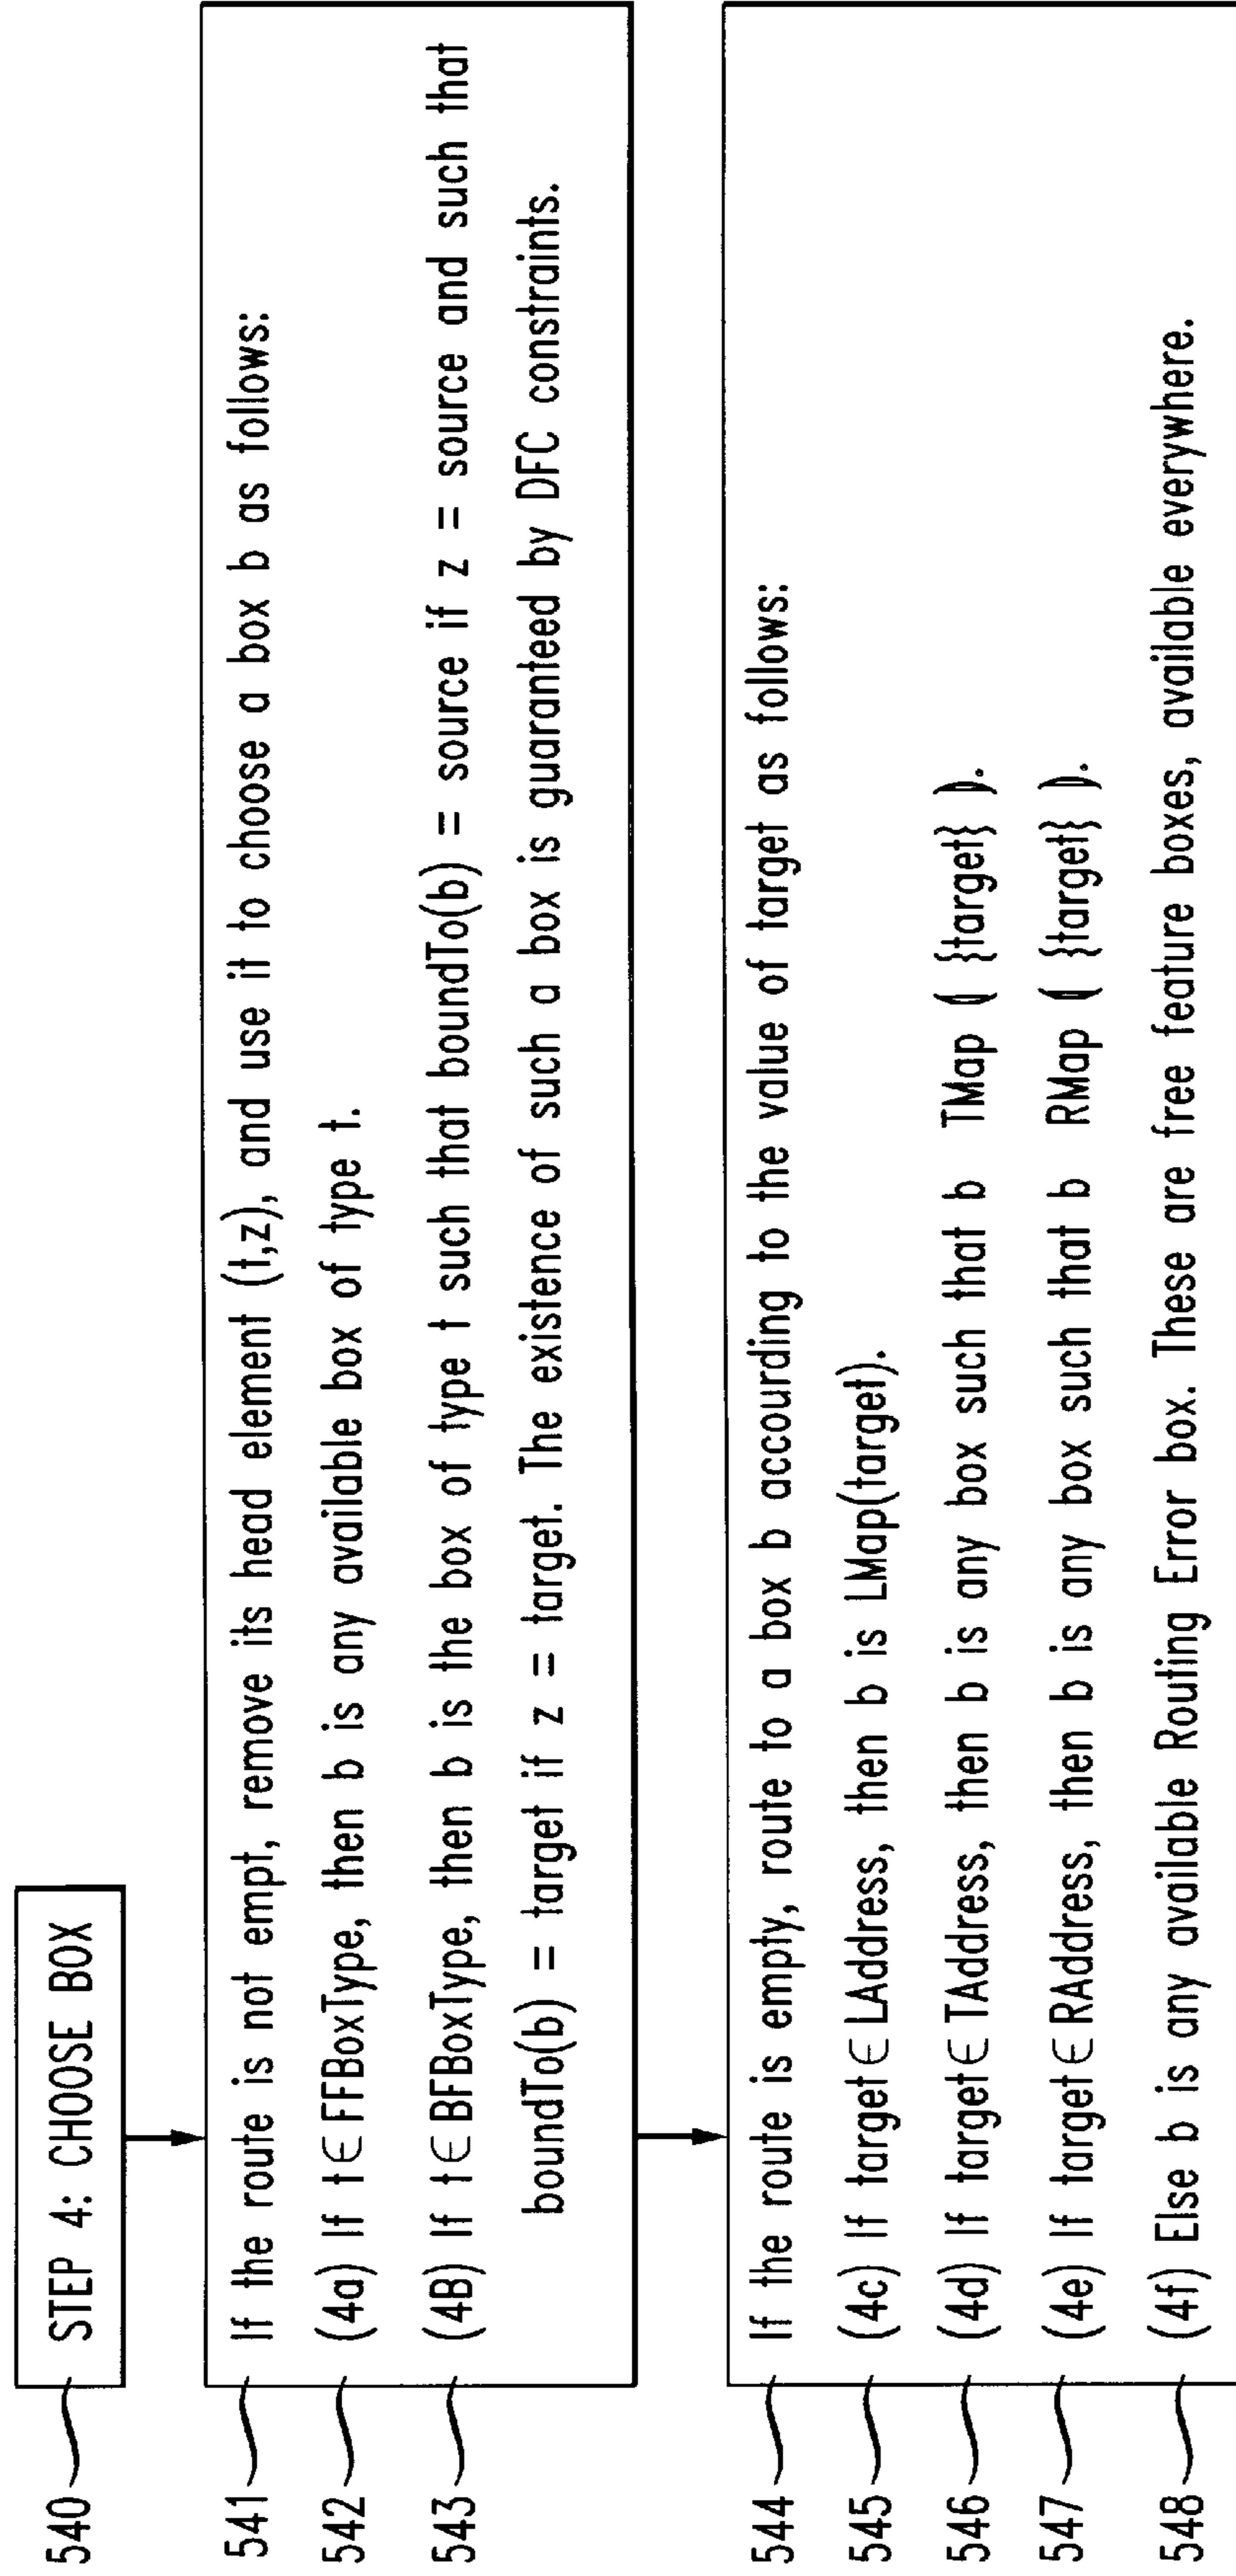 540 STEP 4: CHOOSE BOX
541 If the route is not empt, remove its head element (t,z), and use it to choose a box b as follows:
542 (4a) If t∈FFBoxType, then b is any available box of type t.
543 (4B) If t∈BFBoxType, then b is the box of type t such that boundTo(b) = source if z = source and such that
boundTo(b) = target if z = target. The existence of such a box is guaranteed by DFC constraints.
544 If the route is empty, route to a box b accourding to the value of target as follows:
545 (4c) If target∈LAddress, then b is LMap(target).
546 (4d) If target∈TAddress, then b is any box such that b TMap ( {target} ).
547 (4e) If target∈RAddress, then b is any box such that b RMap ( {target} ).
548 (4f) Else b is any available Routing Error box. These are free feature boxes, available everywhere.